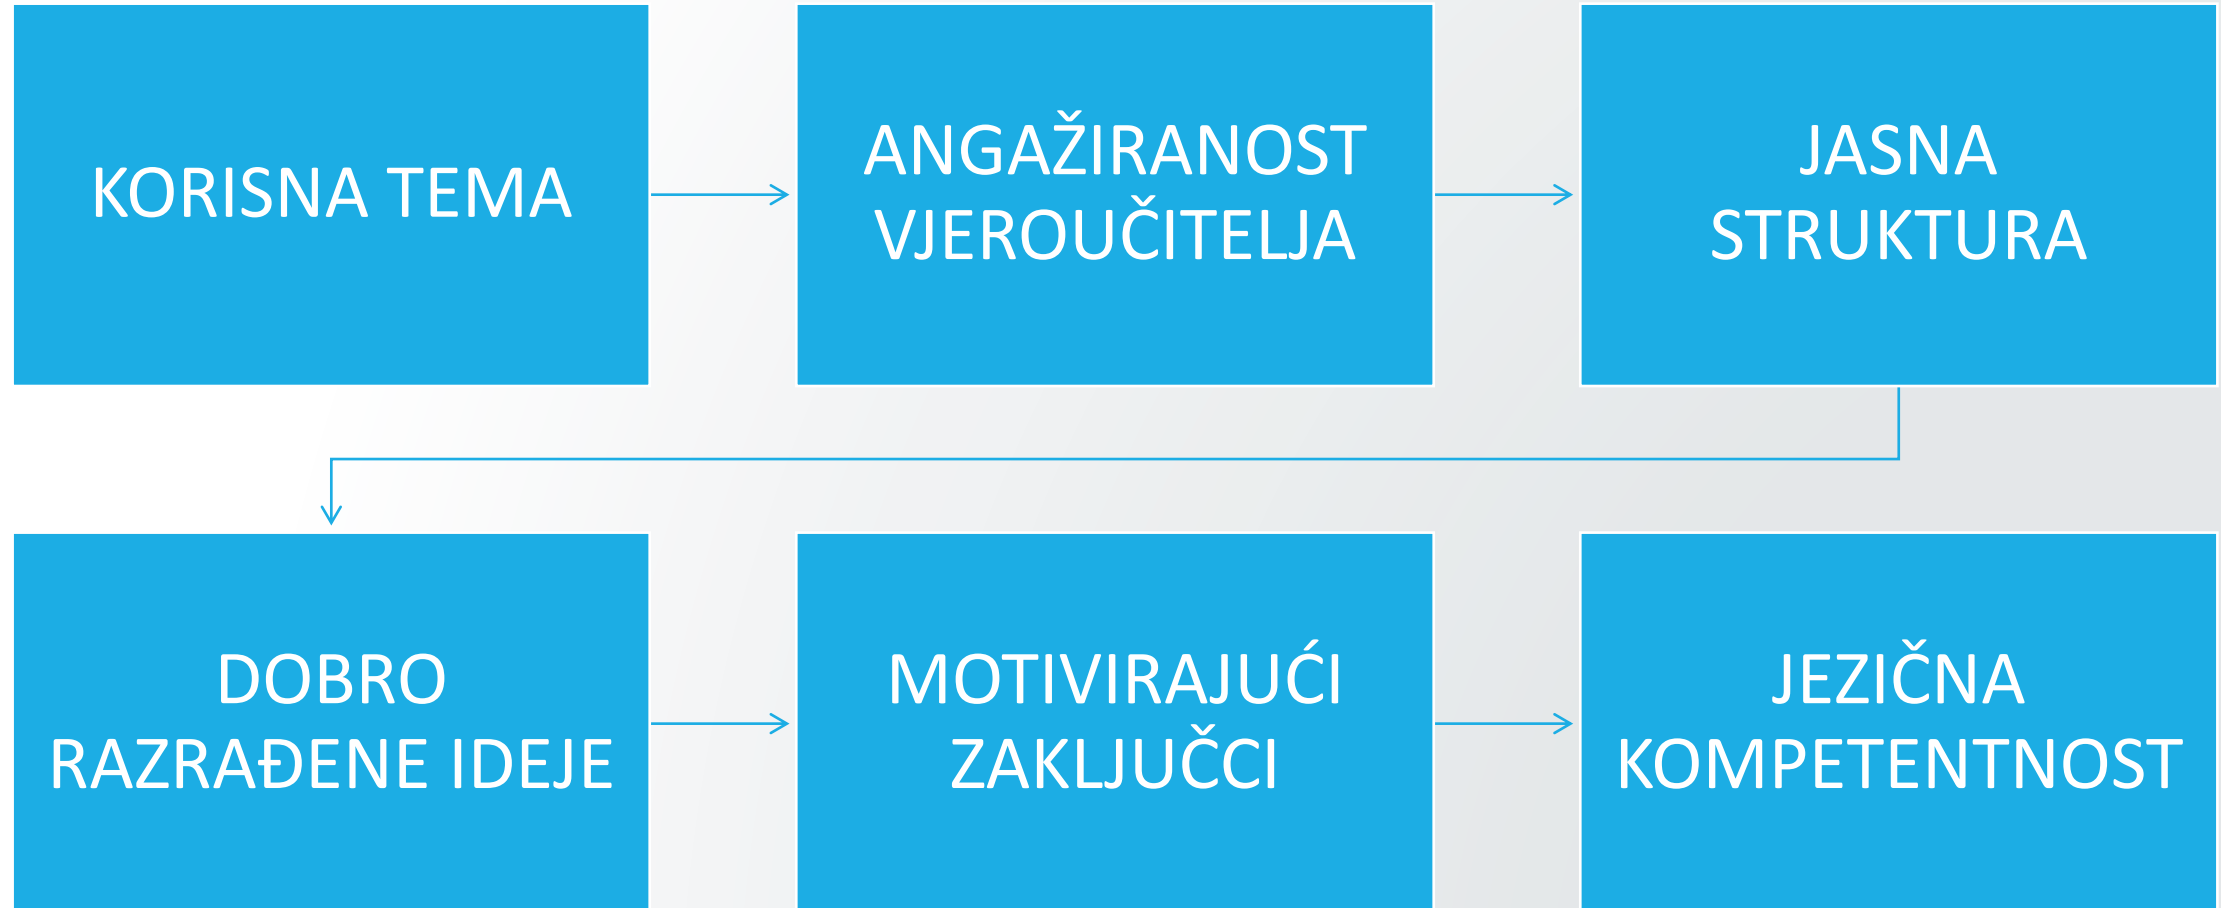 KORISNA TEMA
ANGAŽIRANOST
VJEROUČITELJA
JASNA
STRUKTURA
DOBRO
RAZRAĐENE IDEJE
MOTIVIRAJUĆI
ZAKLJUČCI
JEZIČNA
KOMPETENTNOST